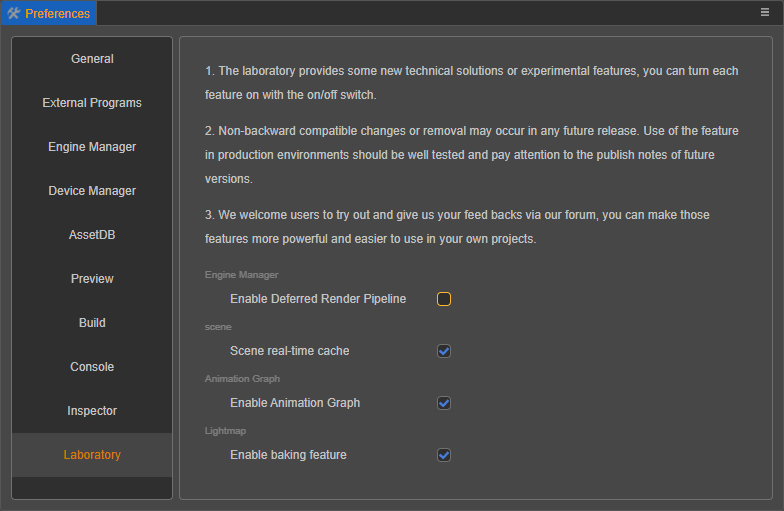 Preferences
General
External Programs
Engine Manager
Device Manager
AssetDB
Preview
Build
Console
Inspector
Laboratory
1. The laboratory provides some new technical solutions or experimental features, you can turn each
feature on with the on/off switch.
2. Non-backward compatible changes or removal may occur in any future release. Use of the feature
in production environments should be well tested and pay attention to the publish notes of future
versions.
3. We welcome users to try out and give us your feed backs via our forum, you can make those
features more powerful and easier to use in your own projects.
Engine Manager
Enable Deferred Render Pipeline
scene
Scene real-time cache
Animation Graph
Enable Animation Graph
Lightmap
Enable baking feature